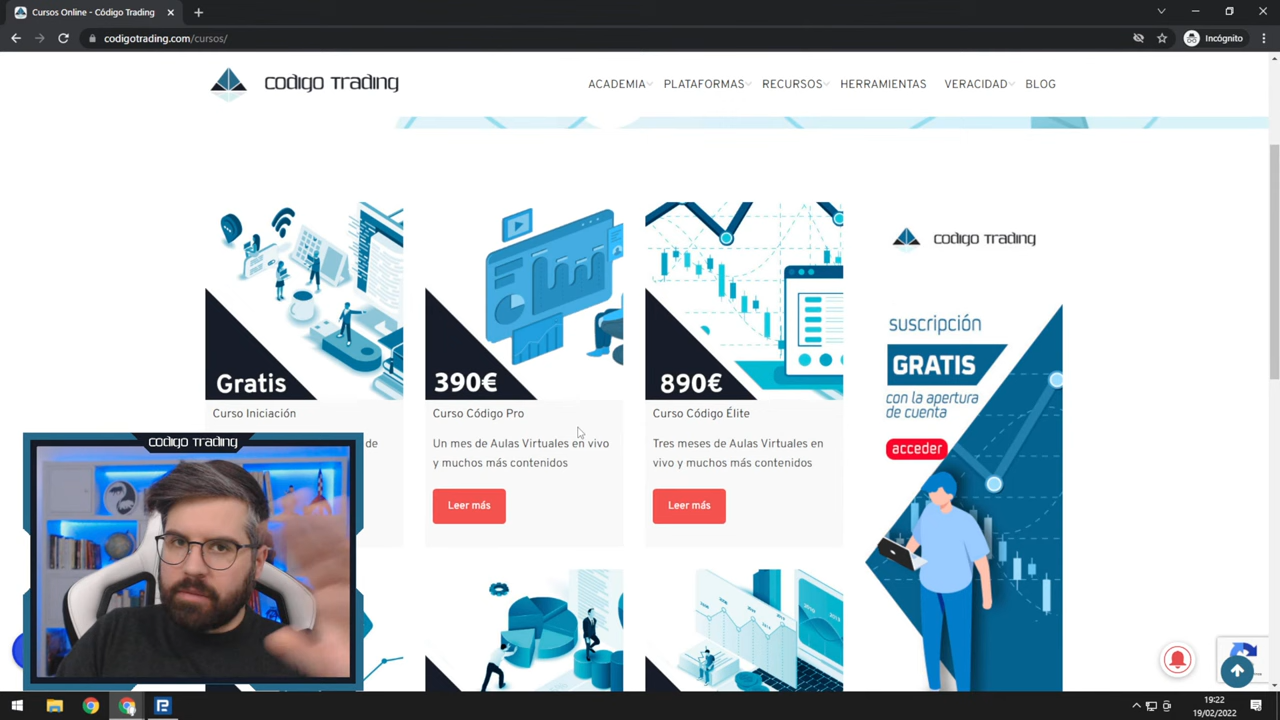 Cursos Online - Código Trading
codigotrading.com/cursos/
Incógnito
codigo trading
ACADEMIA PLATAFORMAS RECURSOS HERRAMIENTAS VERACIDAD BLOG
Gratis
390€
890€
Curso Iniciación
Curso Código Pro
Curso Código Élite
de
Un mes de Aulas Virtuales en vivo
y muchos más contenidos
Tres meses de Aulas Virtuales en
vivo y muchos más contenidos
Leer más
Leer más
codigo trading
suscripción
GRATIS
con la apertura
de cuenta
acceder
codigo trading
19:22
19/02/2022